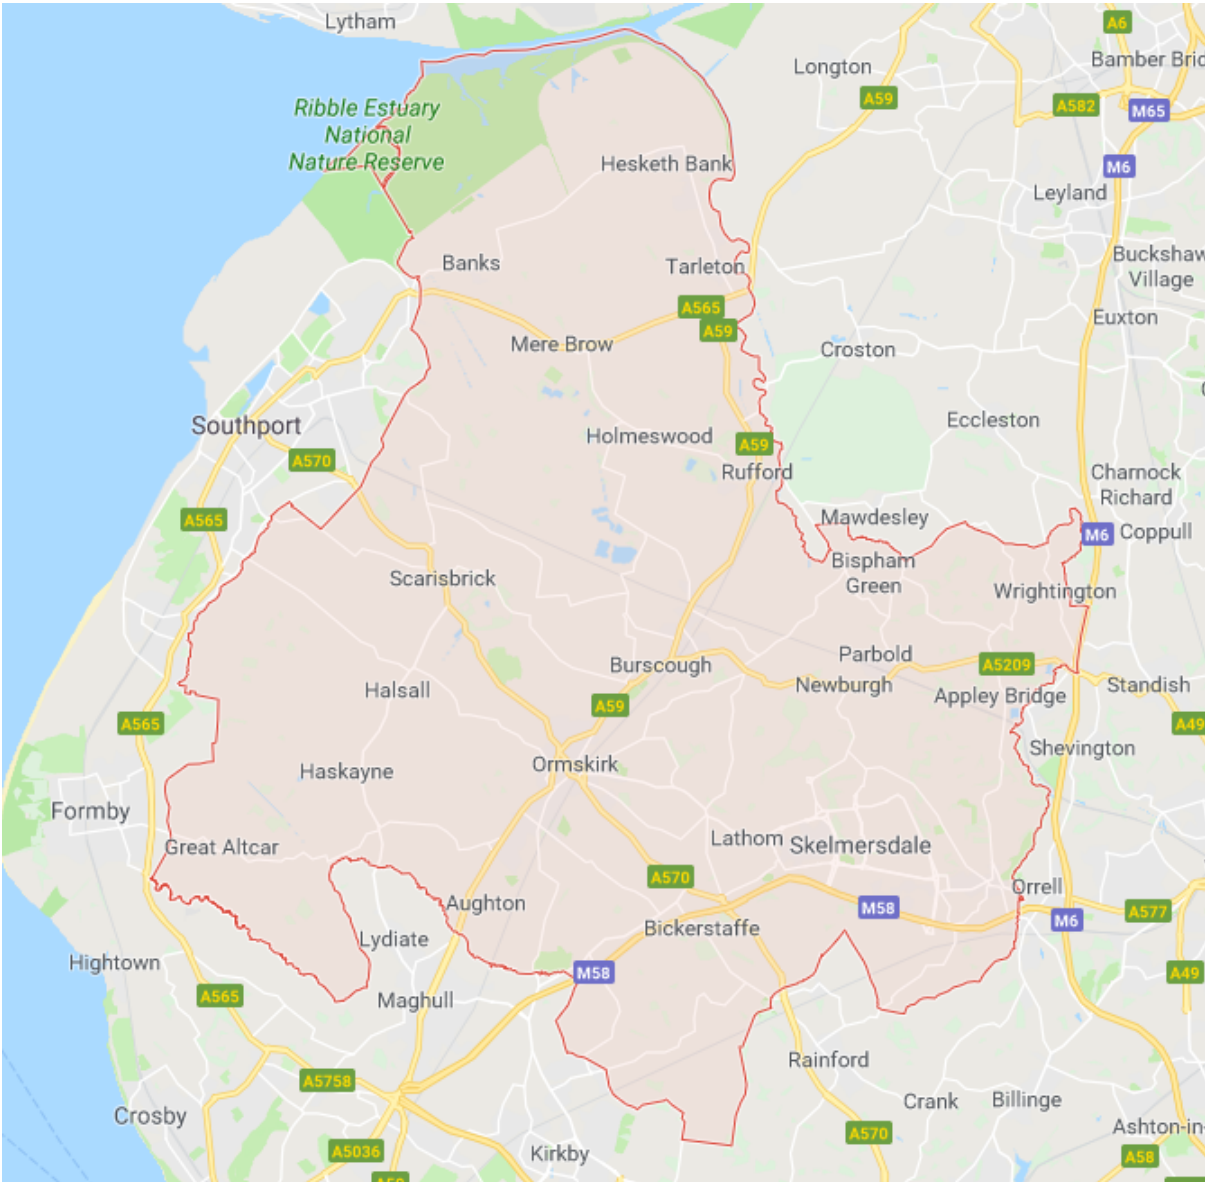 Lytham
A6
Longton
Bamber Bric
A59
A582
M65
Ribble Estuary
National
Nature Reserve
Hesketh Bank
M6
Leyland
Banks
Tarleton
Buckshaw
Village
A565
A59
Euxton
Mere Brow
Croston
Southport
Holmeswood
A59
Eccleston
A570
Rufford
Charnock
Richard
A565
Mawdesley
M6
Coppull
Bispham
Green
Scarisbrick
Wrightington
Burscough
Parbold
A5209
Halsall
Newburgh
Appley Bridge
Standish
A59
A565
A49
Shevington
Haskayne
Ormskirk
Formby
Great Altcar
Lathom
Skelmersdale
A570
Orrell
Aughton
M58
A577
Bickerstaffe
M6
Lydiate
Hightown
M58
A49
A565
Maghull
Rainford
A5758
Crank
Billinge
Crosby
Ashton-in-
A570
A5036
Kirkby
A58
A59